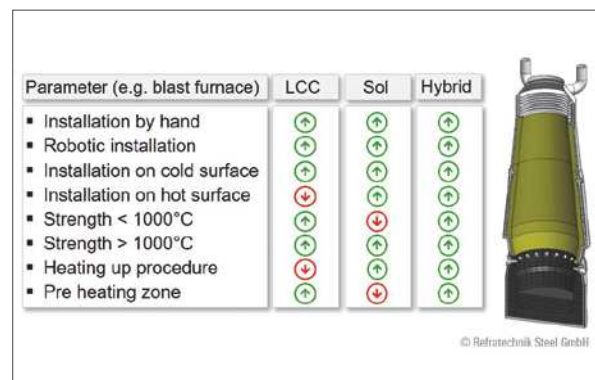 Parameter (e.g. blast furnace) LCC Sol Hybrid
▪ Installation by hand
▪ Robotic installation
▪ Installation on cold surface
▪ Installation on hot surface
▪ Strength < 1000°C
▪ Strength > 1000°C
▪ Heating up procedure
▪ Pre heating zone
© Refratechnik Steel GmbH